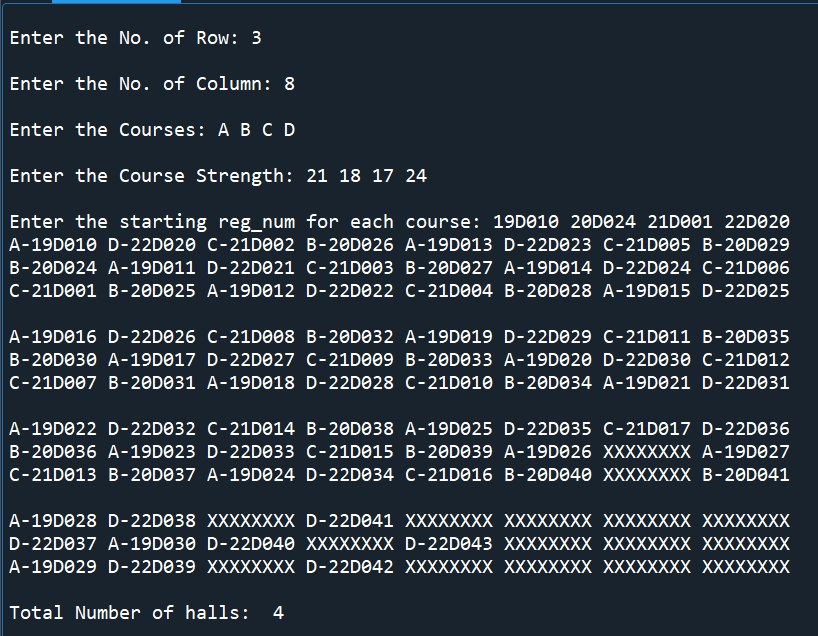 Enter the No. of Row: 3
Enter the No. of Column: 8
Enter the Courses: A B C D
Enter the Course Strength: 21 18 17 24
Enter the starting reg_num for each course: 19D010 20D024 21D001 22D020
A-19D010 D-22D020 C-21D002 B-20D026 A-19D013 D-22D023 C-21D005 B-20D029
B-20D024 A-19D011 D-22D021 C-21D003 B-20D027 A-19D014 D-22D024 C-21D006
C-21D001 B-20D025 A-19D012 D-22D022 C-21D004 B-20D028 A-19D015 D-22D025
A-19D016 D-22D026 C-21D008 B-20D032 A-19D019 D-22D029 C-21D011 B-20D035
B-20D030 A-19D017 D-22D027 C-21D009 B-20D033 A-19D020 D-22D030 C-21D012
C-21D007 B-20D031 A-19D018 D-22D028 C-21D010 B-20D034 A-19D021 D-22D031
A-19D022 D-22D032 C-21D014 B-20D038 A-19D025 D-22D035 C-21D017 D-22D036
B-20D036 A-19D023 D-22D033 C-21D015 B-20D039 A-19D026 XXXXXXXX A-19D027
C-21D013 B-20D037 A-19D024 D-22D034 C-21D016 B-20D040 XXXXXXXX B-20D041
A-19D028 D-22D038 XXXXXXXX D-22D041 XXXXXXXX XXXXXXXX XXXXXXXX XXXXXXXX
D-22D037 A-19D030 D-22D040 XXXXXXXX D-22D043 XXXXXXXX XXXXXXXX XXXXXXXX
A-19D029 D-22D039 XXXXXXXX D-22D042 XXXXXXXX XXXXXXXX XXXXXXXX XXXXXXXX
Total Number of halls:  4